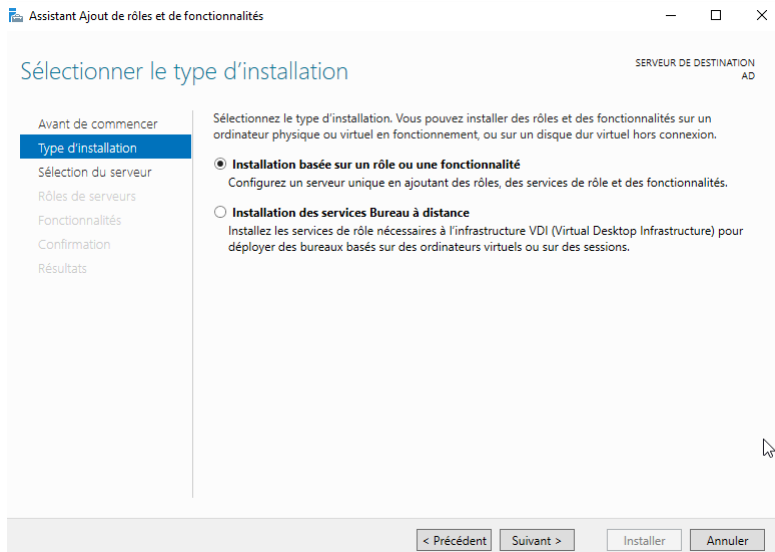 Assistant Ajout de rôles et de fonctionnalités
Sélectionner le type d'installation
SERVEUR DE DESTINATION
AD
Avant de commencer
Type d'installation
Sélection du serveur
Rôles de serveurs
Fonctionnalités
Confirmation
Résultats
Sélectionnez le type d'installation. Vous pouvez installer des rôles et des fonctionnalités sur un
ordinateur physique ou virtuel en fonctionnement, ou sur un disque dur virtuel hors connexion.
Installation basée sur un rôle ou une fonctionnalité
Configurez un serveur unique en ajoutant des rôles, des services de rôle et des fonctionnalités.
Installation des services Bureau à distance
Installez les services de rôle nécessaires à l'infrastructure VDI (Virtual Desktop Infrastructure) pour
déployer des bureaux basés sur des ordinateurs virtuels ou sur des sessions.
< Précédent Suivant > Installer Annuler